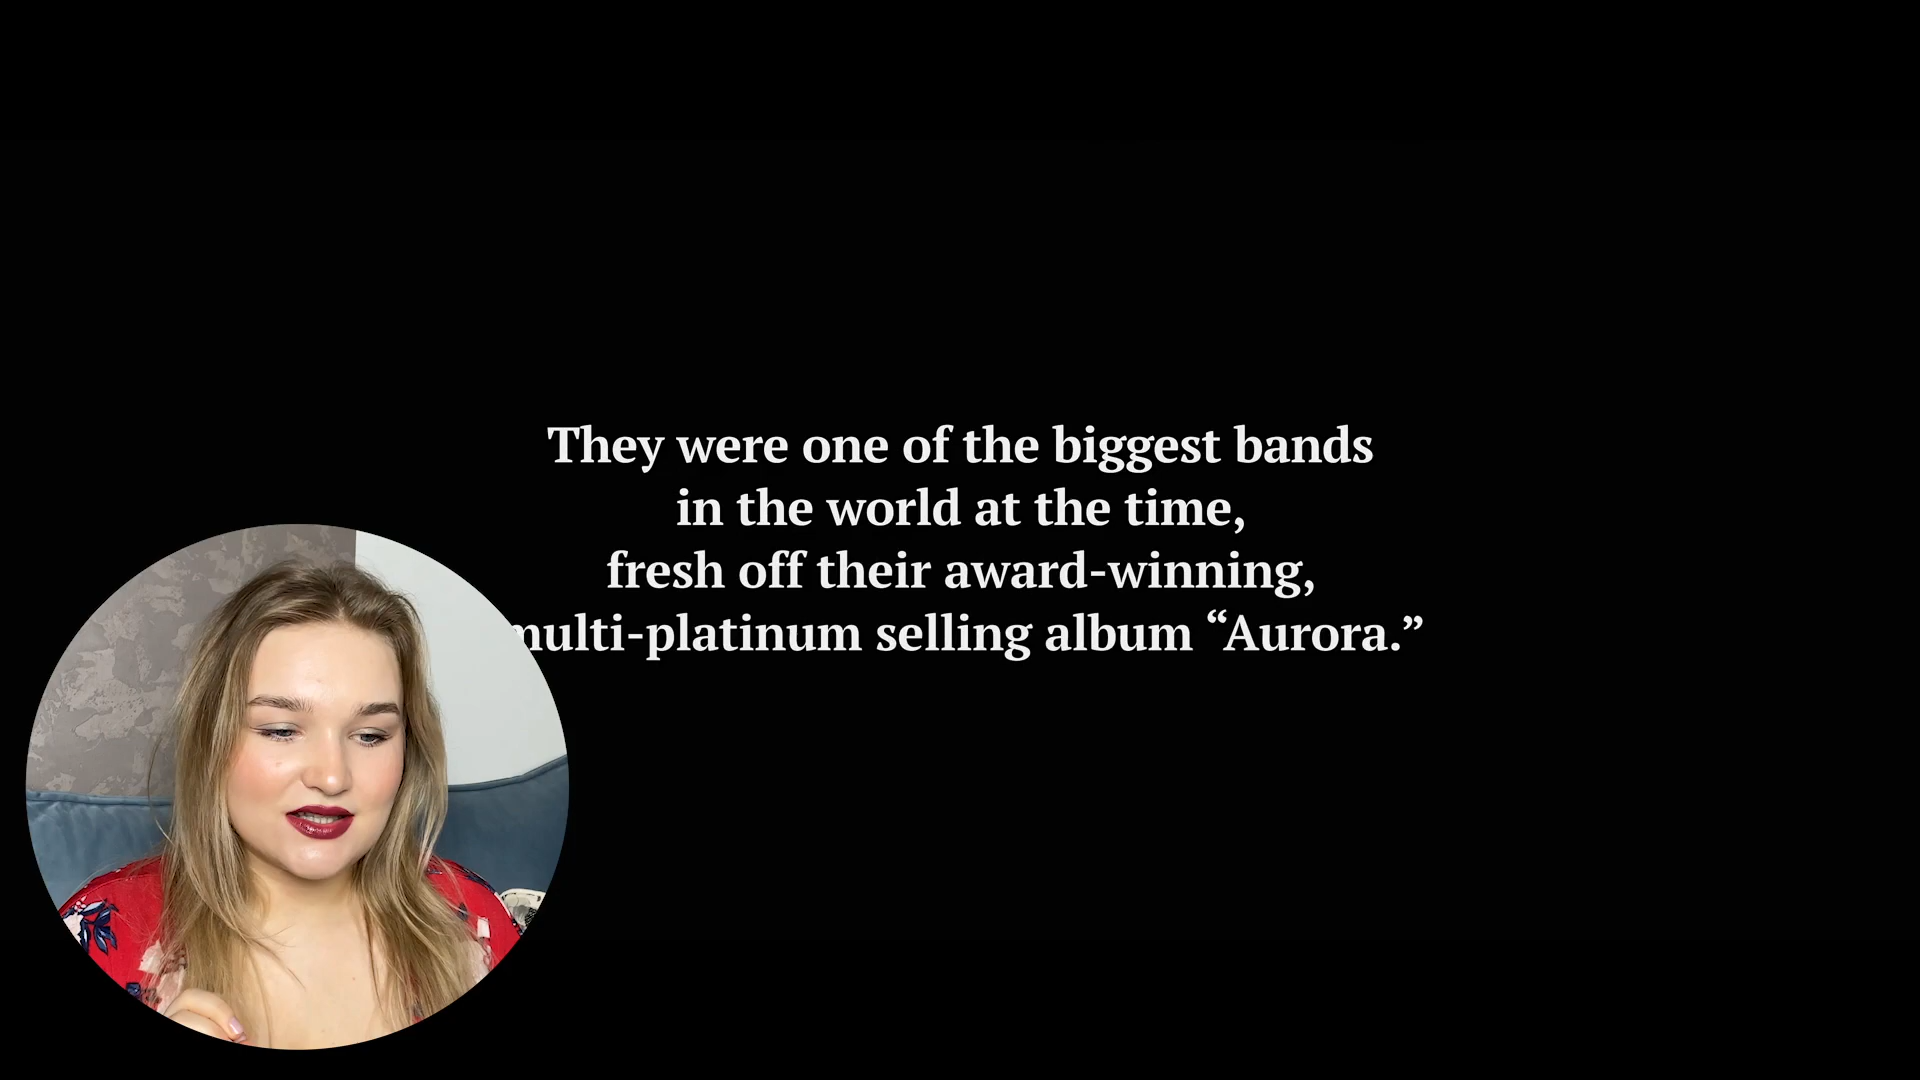 They were one of the biggest bands
in the world at the time,
fresh off their award-winning,
multi-platinum selling album “Aurora.”